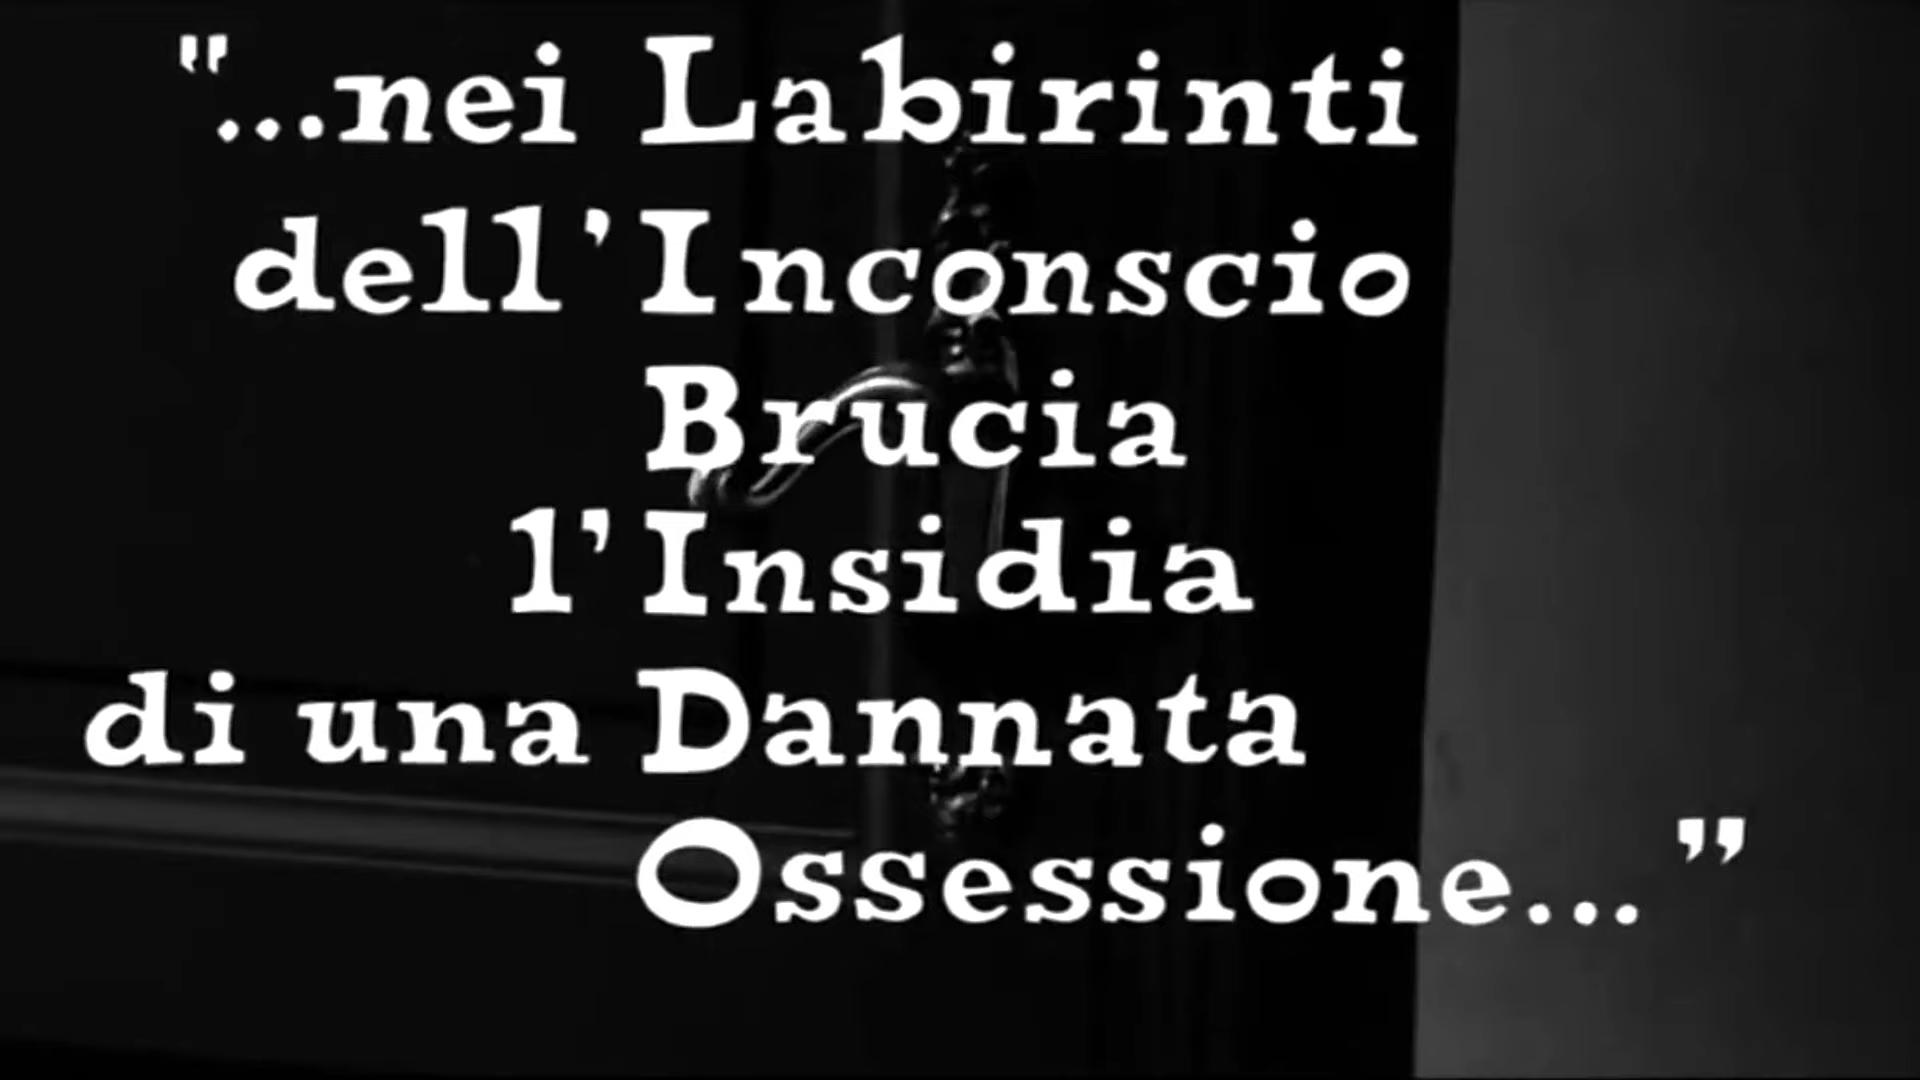 "...nei Labirinti
dell'Inconscio
Brucia
l'Insidia
di una Dannata
Ossessione..."